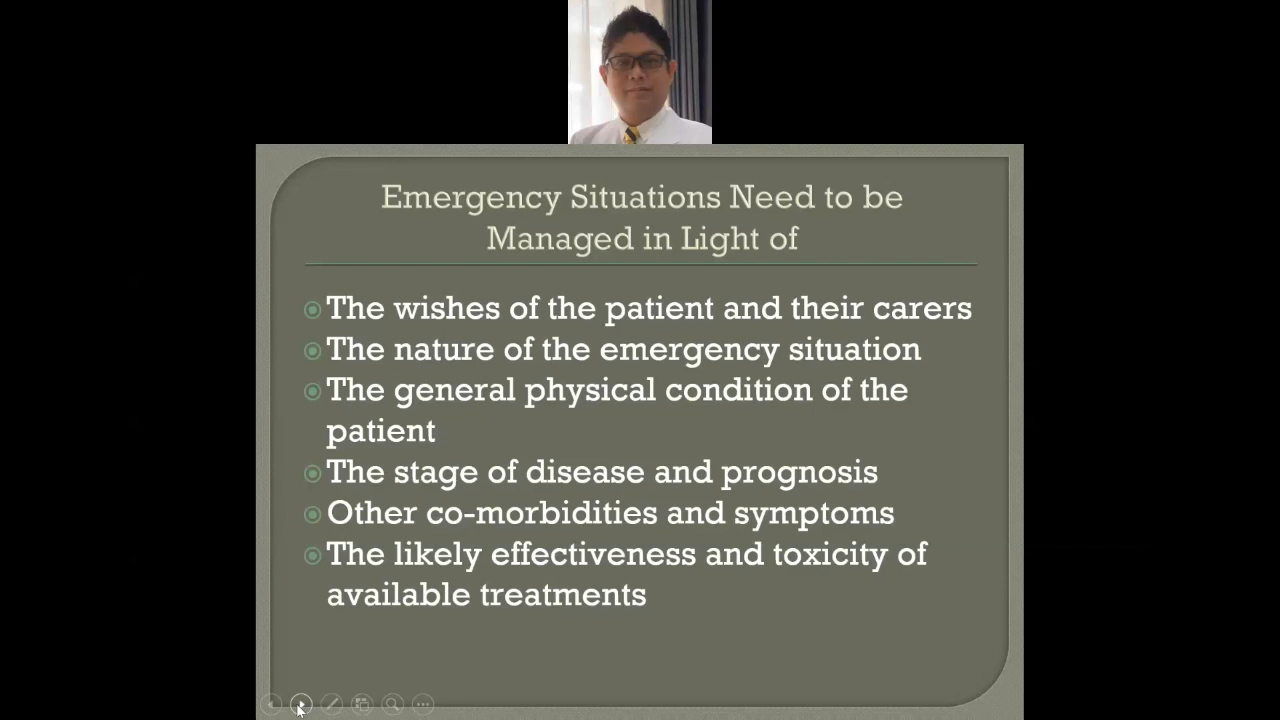 Emergency Situations Need to be
Managed in Light of
The wishes of the patient and their carers
The nature of the emergency situation
The general physical condition of the
patient
The stage of disease and prognosis
Other co-morbidities and symptoms
The likely effectiveness and toxicity of
available treatments